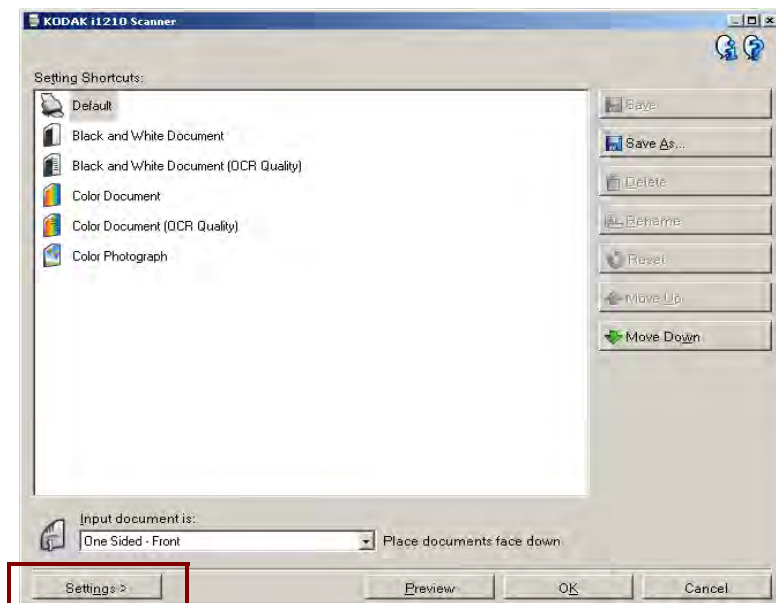 KODAK i1210 Scanner
Setting Shortcuts:
Default
Black and White Document
Black and White Document (OCR Quality)
Color Document
Color Document (OCR Quality)
Color Photograph
Save
Save As...
Delete
Rename
Reset
Move Up
Move Down
Input document is:
One Sided - Front
Place documents face down
Settings >
Preview
OK
Cancel